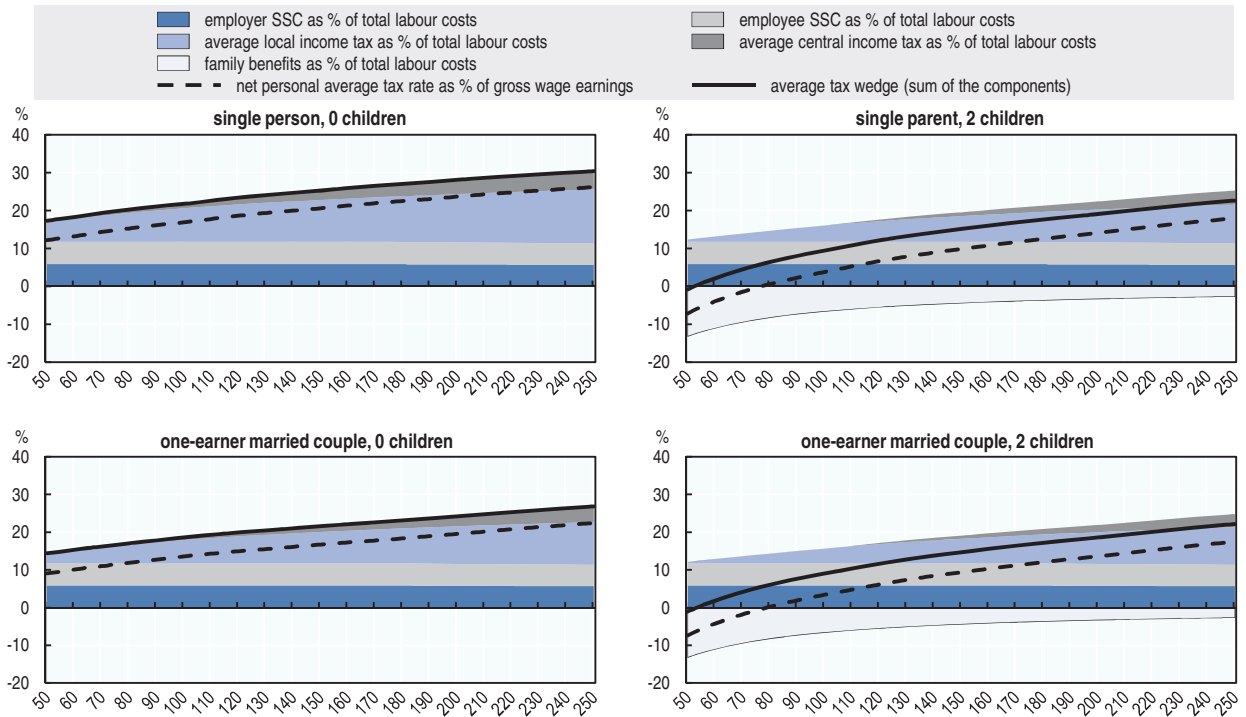 employer SSC as % of total labour costs
employee SSC as % of total labour costs
average local income tax as % of total labour costs
average central income tax as % of total labour costs
family benefits as % of total labour costs
net personal average tax rate as % of gross wage earnings
average tax wedge (sum of the components)
%
single person, 0 children
40
30
20
10
0
-10
-20
50 60 70 80 90 100 110 120 130 140 150 160 170 180 190 200 210 220 230 240 250
%
single parent, 2 children
40
30
20
10
0
-10
-20
50 60 70 80 90 100 110 120 130 140 150 160 170 180 190 200 210 220 230 240 250
%
one-earner married couple, 0 children
40
30
20
10
0
-10
-20
50 60 70 80 90 100 110 120 130 140 150 160 170 180 190 200 210 220 230 240 250
%
one-earner married couple, 2 children
40
30
20
10
0
-10
-20
50 60 70 80 90 100 110 120 130 140 150 160 170 180 190 200 210 220 230 240 250